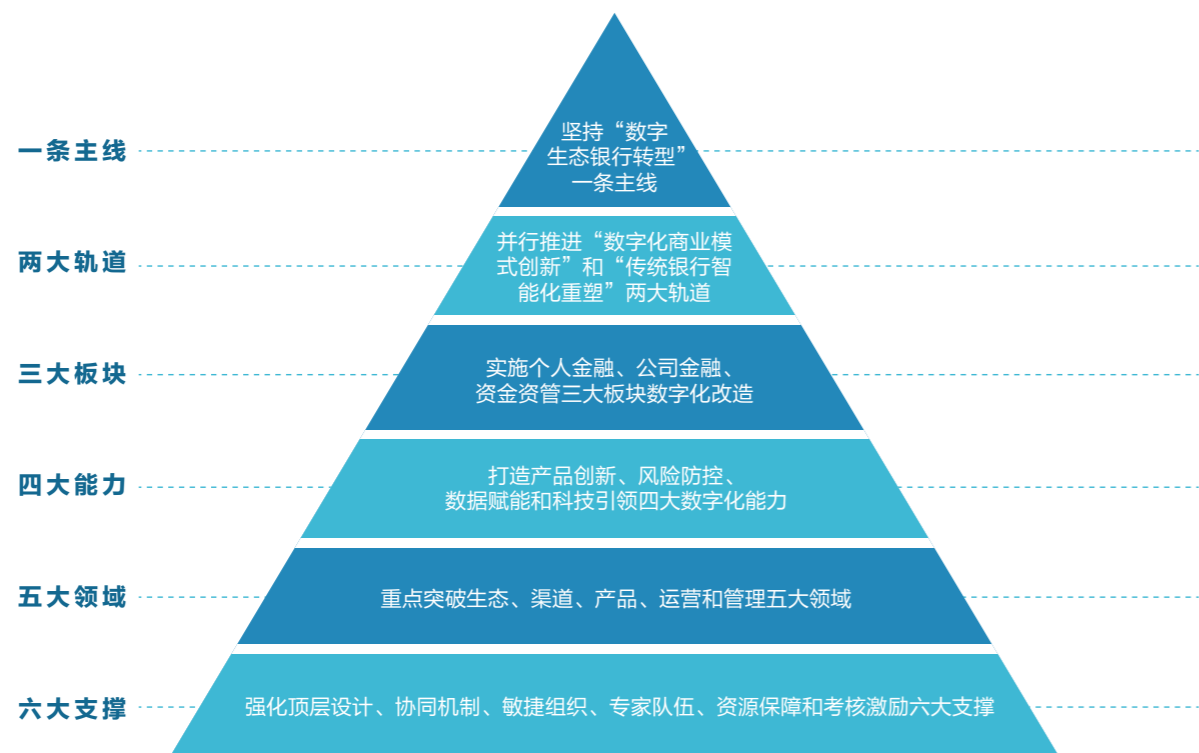 一条主线
坚持“数字
生态银行转型”
一条主线
两大轨道
并行推进“数字化商业模
式创新”和“传统银行智
能化重塑”两大轨道
三大板块
实施个人金融、公司金融、
资金资管三大板块数字化改造
四大能力
打造产品创新、风险防控、
数据赋能和科技引领四大数字化能力
五大领域
重点突破生态、渠道、产品、运营和管理五大领域
六大支撑
强化顶层设计、协同机制、敏捷组织、专家队伍、资源保障和考核激励六大支撑